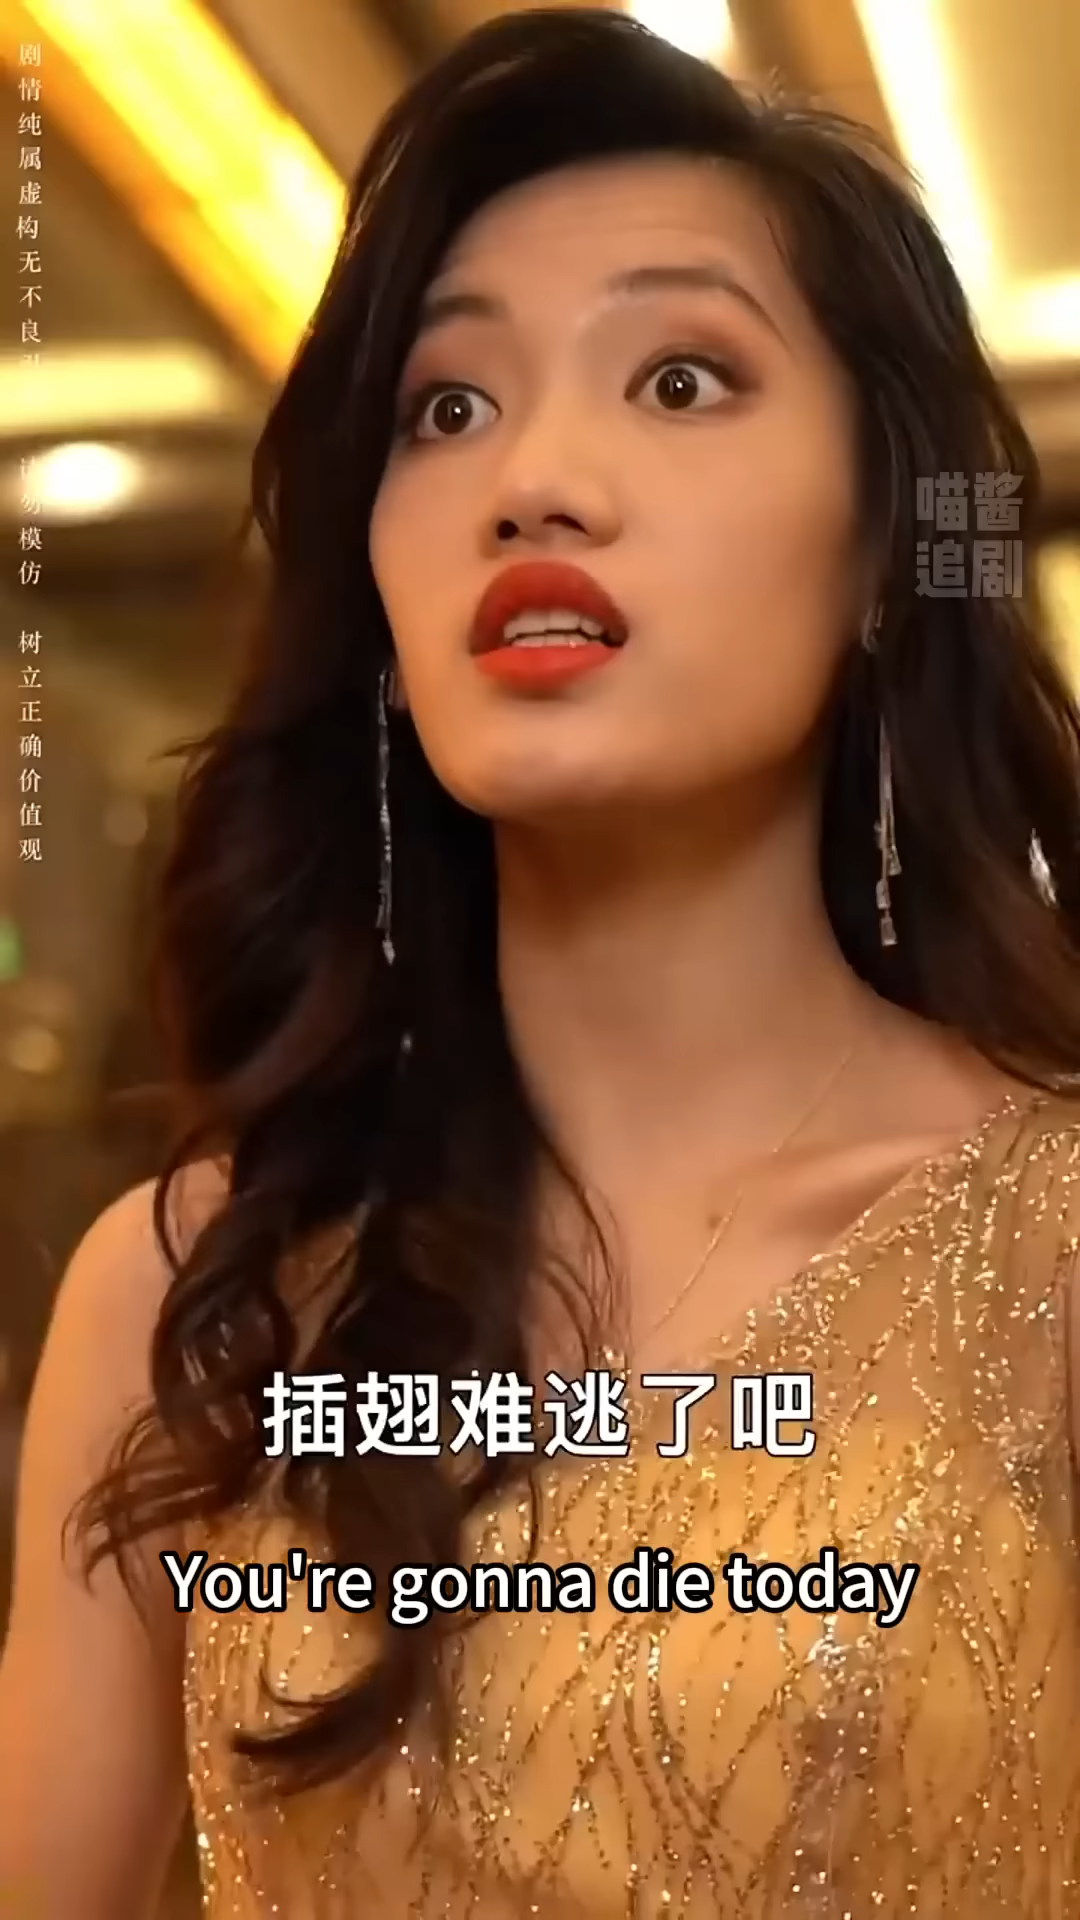 剧情纯属虚构无不良
模仿
树立正确价值观
喵酱
追剧
插翅难逃了吧
You're gonna die today